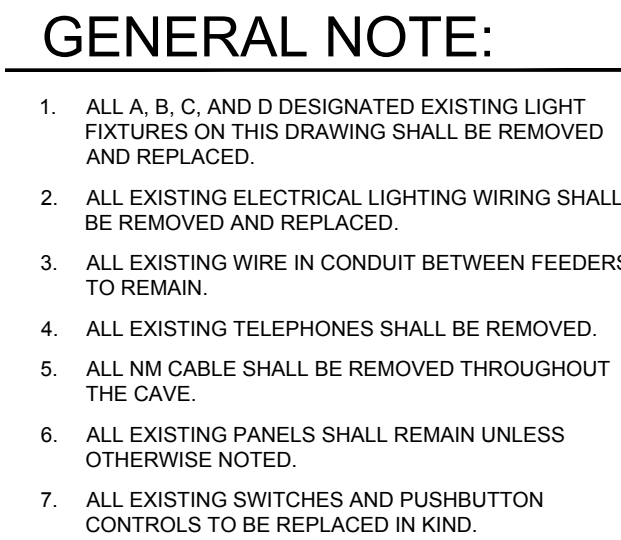 GENERAL NOTE:
1. ALL A, B, C, AND D DESIGNATED EXISTING LIGHT
FIXTURES ON THIS DRAWING SHALL BE REMOVED
AND REPLACED.
2. ALL EXISTING ELECTRICAL LIGHTING WIRING SHALL
BE REMOVED AND REPLACED.
3. ALL EXISTING WIRE IN CONDUIT BETWEEN FEEDERS
TO REMAIN.
4. ALL EXISTING TELEPHONES SHALL BE REMOVED.
5. ALL NM CABLE SHALL BE REMOVED THROUGHOUT
THE CAVE.
6. ALL EXISTING PANELS SHALL REMAIN UNLESS
OTHERWISE NOTED.
7. ALL EXISTING SWITCHES AND PUSHBUTTON
CONTROLS TO BE REPLACED IN KIND.